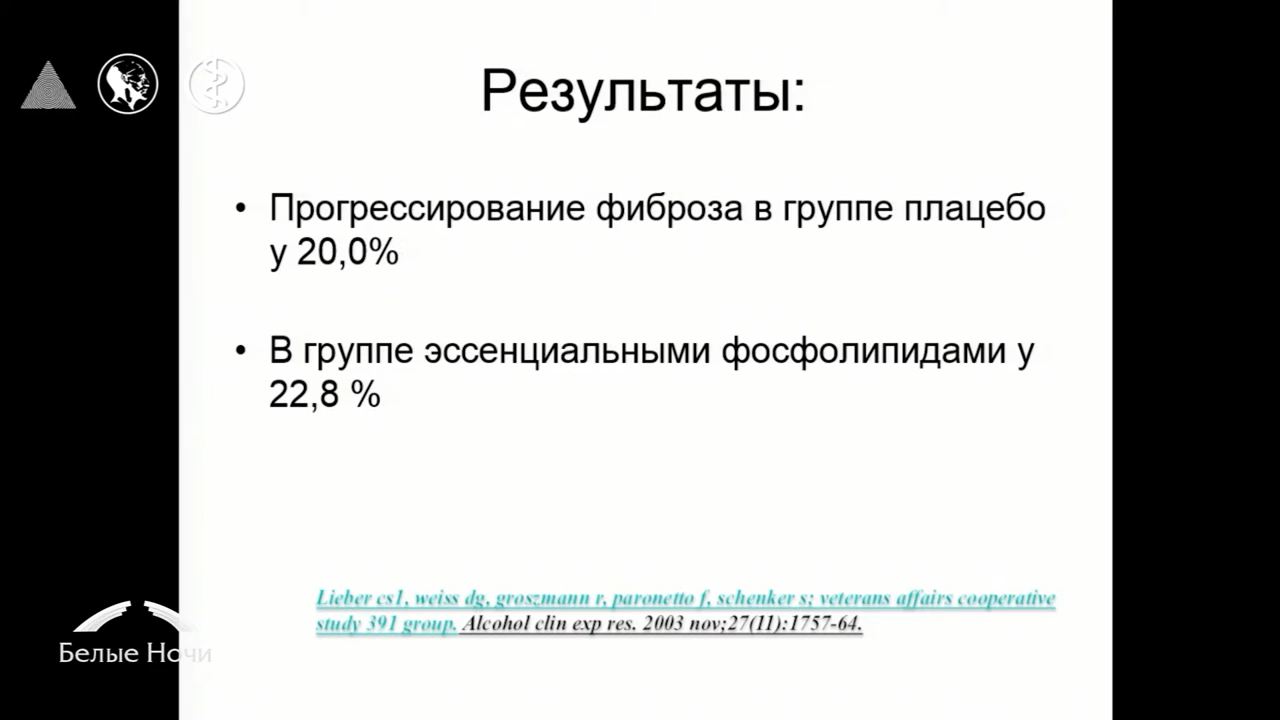 Результаты:
• Прогрессирование фиброза в группе плацебо
у 20,0%
• В группе эссенциальными фосфолипидами у
22,8 %
Lieber cs1, weiss dg, groszmann r, paronetto f, schenker s; veterans affairs cooperative
study 391 group. Alcohol clin exp res. 2003 nov;27(11):1757-64.
Белые Ночи